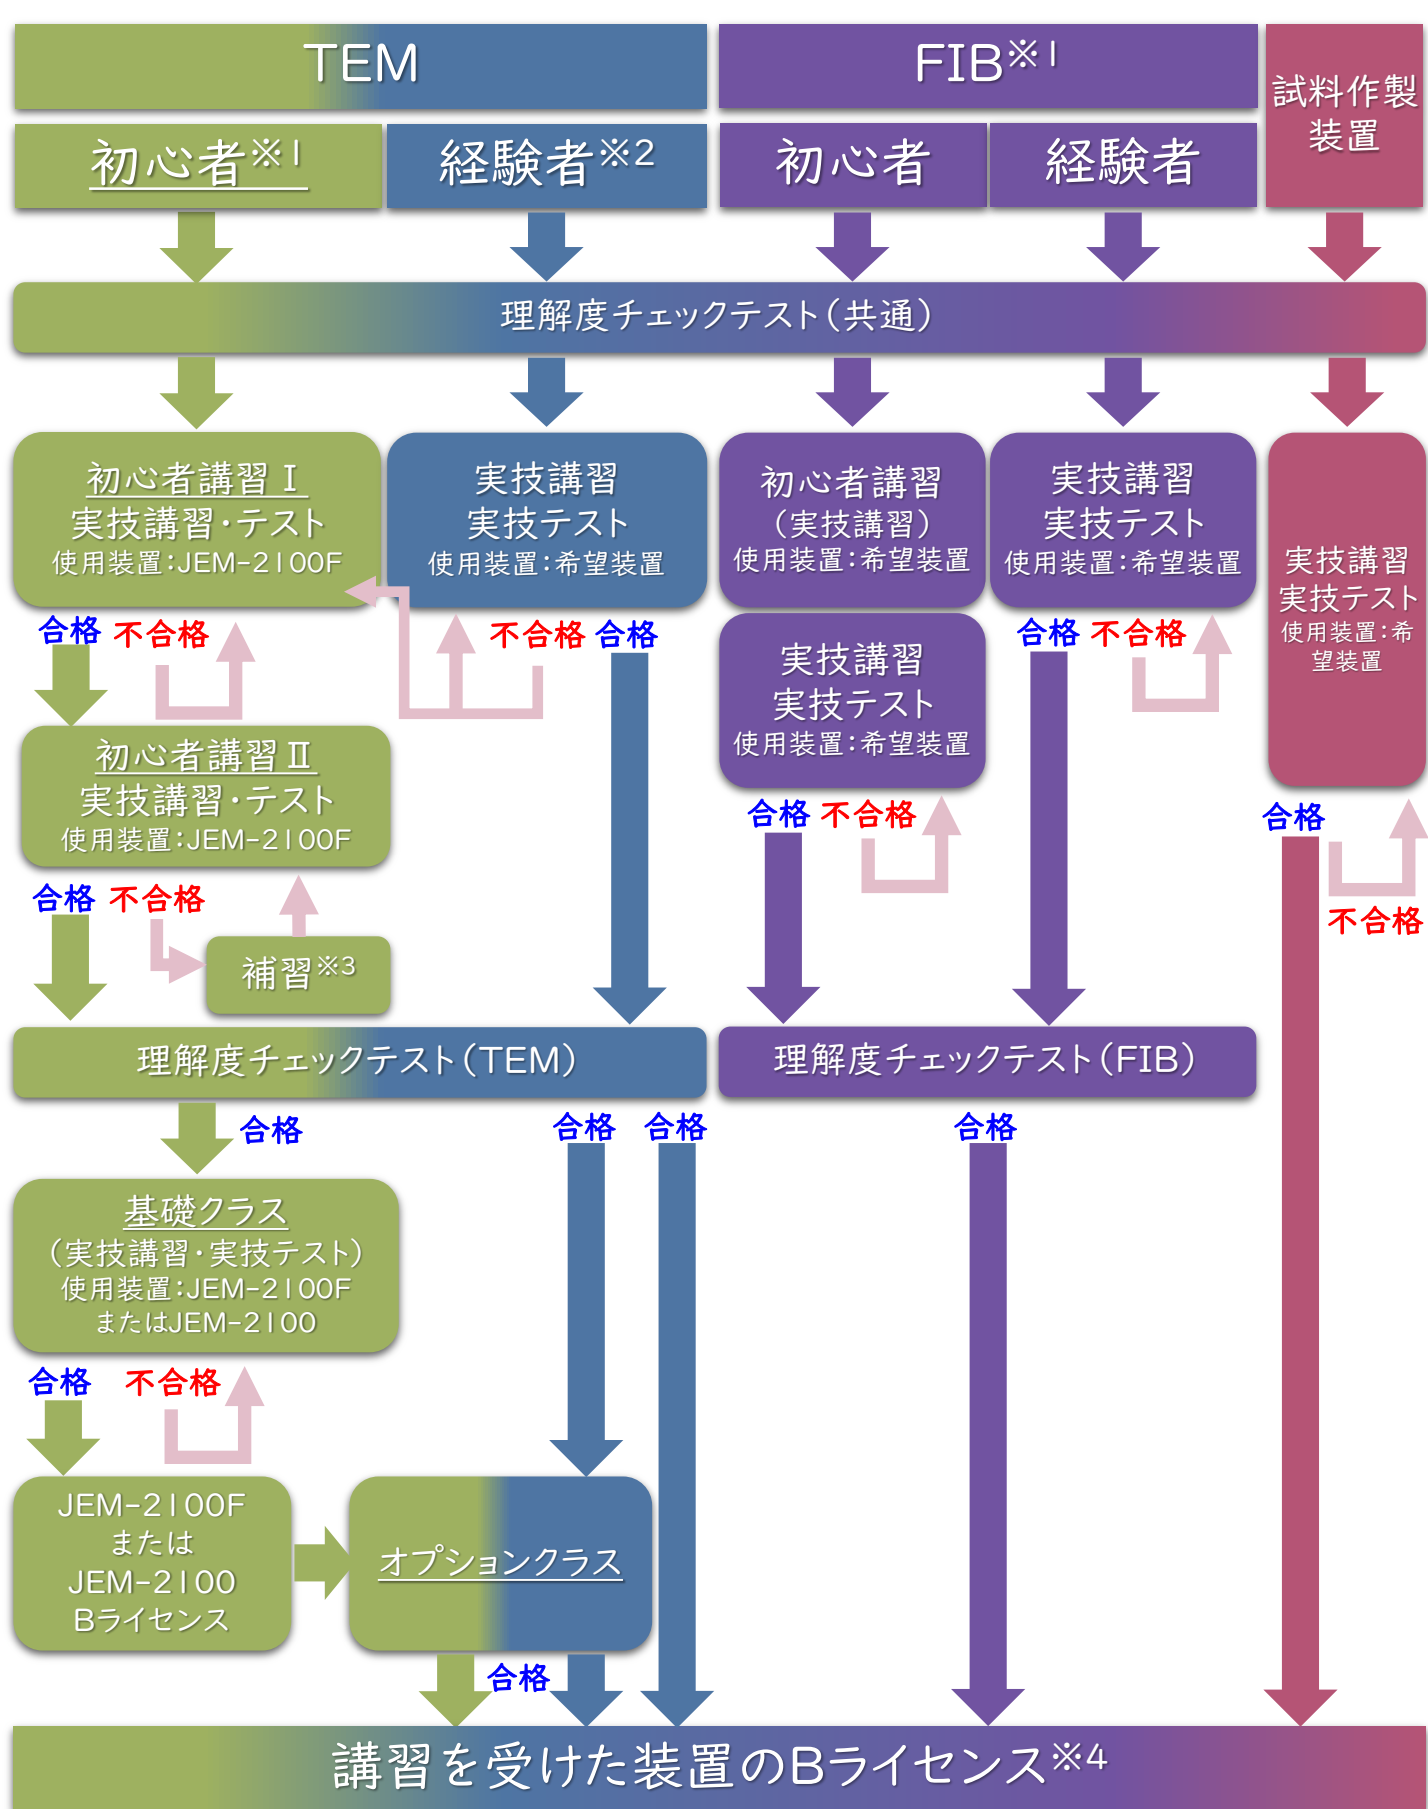 TEM
FIB※1
試料作製
装置
初心者※1
経験者※2
初心者
経験者
理解度チェックテスト（共通）
初心者講習Ⅰ
実技講習・テスト
使用装置：JEM-2100F
実技講習
実技テスト
使用装置：希望装置
初心者講習
（実技講習）
使用装置：希望装置
実技講習
実技テスト
使用装置：希望装置
実技講習
実技テスト
使用装置：希
望装置
合格
不合格
不合格
合格
合格
不合格
実技講習
実技テスト
使用装置：希望装置
初心者講習Ⅱ
実技講習・テスト
使用装置：JEM-2100F
合格
不合格
合格
不合格
合格
不合格
補習※3
理解度チェックテスト（TEM）
理解度チェックテスト（FIB）
合格
合格
合格
合格
基礎クラス
（実技講習・実技テスト）
使用装置：JEM-2100F
またはJEM-2100
合格
不合格
JEM-2100F
または
JEM-2100
Bライセンス
オプションクラス
合格
講習を受けた装置のBライセンス※4